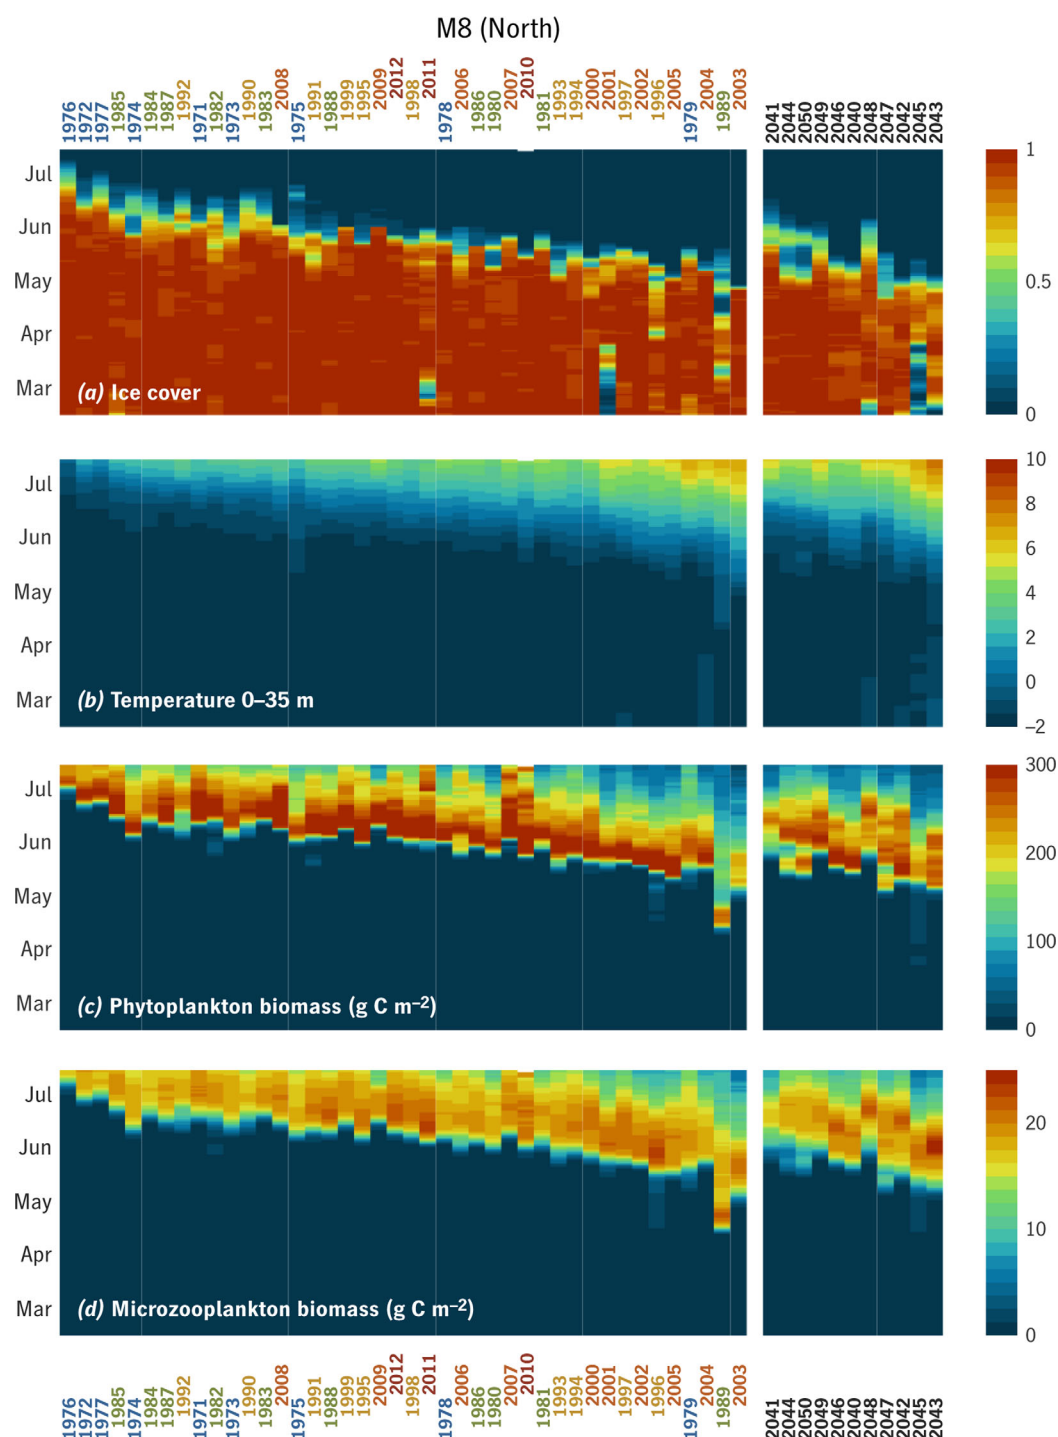 M8 (North)
1976 1972 1977 1985 1974 1984 1987 1992 1971 1982 1973 1990 1983 2008 1975 1991 1988 1999 1995 2009 2012 1998 2011 1978 2006 1986 1980 2007 2010 1981 1993 1994 2000 2001 1997 2002 1996 2005 1979 2004 1989 2003 2041 2044 2050 2049 2046 2040 2048 2047 2042 2045 2043
Jul
Jun
May
Apr
Mar
(a) Ice cover
1
0.5
0
Jul
Jun
May
Apr
Mar
(b) Temperature 0–35 m
10
8
6
4
2
0
–2
Jul
Jun
May
Apr
Mar
(c) Phytoplankton biomass (g C m–2)
300
200
100
0
Jul
Jun
May
Apr
Mar
(d) Microzooplankton biomass (g C m–2)
20
10
0
1976 1972 1977 1985 1974 1984 1987 1992 1971 1982 1973 1990 1983 2008 1975 1991 1988 1999 1995 2009 2012 1998 2011 1978 2006 1986 1980 2007 2010 1981 1993 1994 2000 2001 1997 2002 1996 2005 1979 2004 1989 2003 2041 2044 2050 2049 2046 2040 2048 2047 2042 2045 2043